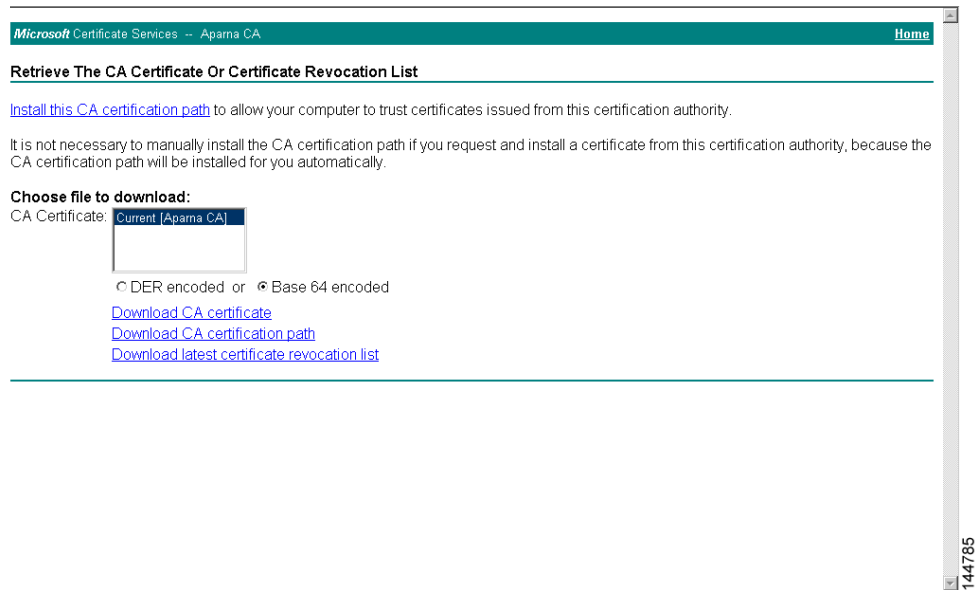 Microsoft Certificate Services -- Aparna CA Home
Retrieve The CA Certificate Or Certificate Revocation List
Install this CA certification path to allow your computer to trust certificates issued from this certification authority.
It is not necessary to manually install the CA certification path if you request and install a certificate from this certification authority, because the
CA certification path will be installed for you automatically.
Choose file to download:
CA Certificate: Current [Aparna CA]
DER encoded or Base 64 encoded
Download CA certificate
Download CA certification path
Download latest certificate revocation list
144785